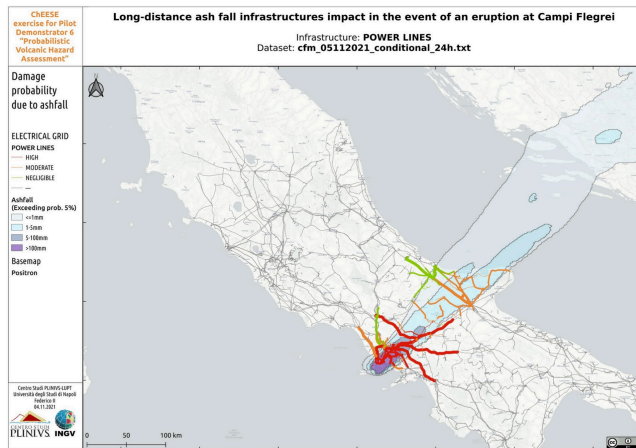 ChEESE
exercise for Pilot
Demonstrator 6
"Probabilistic
Volcanic Hazard
Assessment"
Long-distance ash fall infrastructures impact in the event of an eruption at Campi Flegrei
Infrastructure: POWER LINES
Dataset: cfm_05112021_conditional_24h.txt
Damage
probability
due to ashfall
ELECTRICAL GRID
POWER LINES
HIGH
MODERATE
NEGLIGIBLE
—
Ashfall
(Exceeding prob. 5%)
<=1mm
1-5mm
5-100mm
>100mm
Basemap
Positron
Centro Studi PLINIVS-LUPT
Università degli Studi di Napoli
Federico II
04.11.2021
CENTRO STUDI
PLINIVS
INGV
N
0 50 100 km
cc